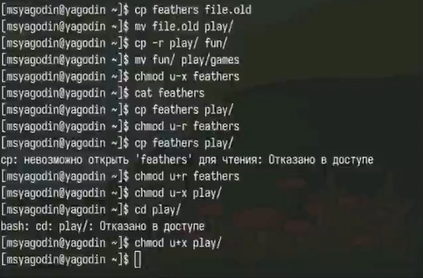 [msyagodin@yagodin ~]$ cp feathers file.old
[msyagodin@yagodin ~]$ mv file.old play/
[msyagodin@yagodin ~]$ cp -r play/ fun/
[msyagodin@yagodin ~]$ mv fun/ play/games
[msyagodin@yagodin ~]$ chmod u-x feathers
[msyagodin@yagodin ~]$ cat feathers
[msyagodin@yagodin ~]$ cp feathers play/
[msyagodin@yagodin ~]$ chmod u-r feathers
[msyagodin@yagodin ~]$ cp feathers play/
cp: невозможно открыть 'feathers' для чтения: Отказано в доступе
[msyagodin@yagodin ~]$ chmod u+r feathers
[msyagodin@yagodin ~]$ chmod u-x play/
[msyagodin@yagodin ~]$ cd play/
bash: cd: play/: Отказано в доступе
[msyagodin@yagodin ~]$ chmod u+x play/
[msyagodin@yagodin ~]$